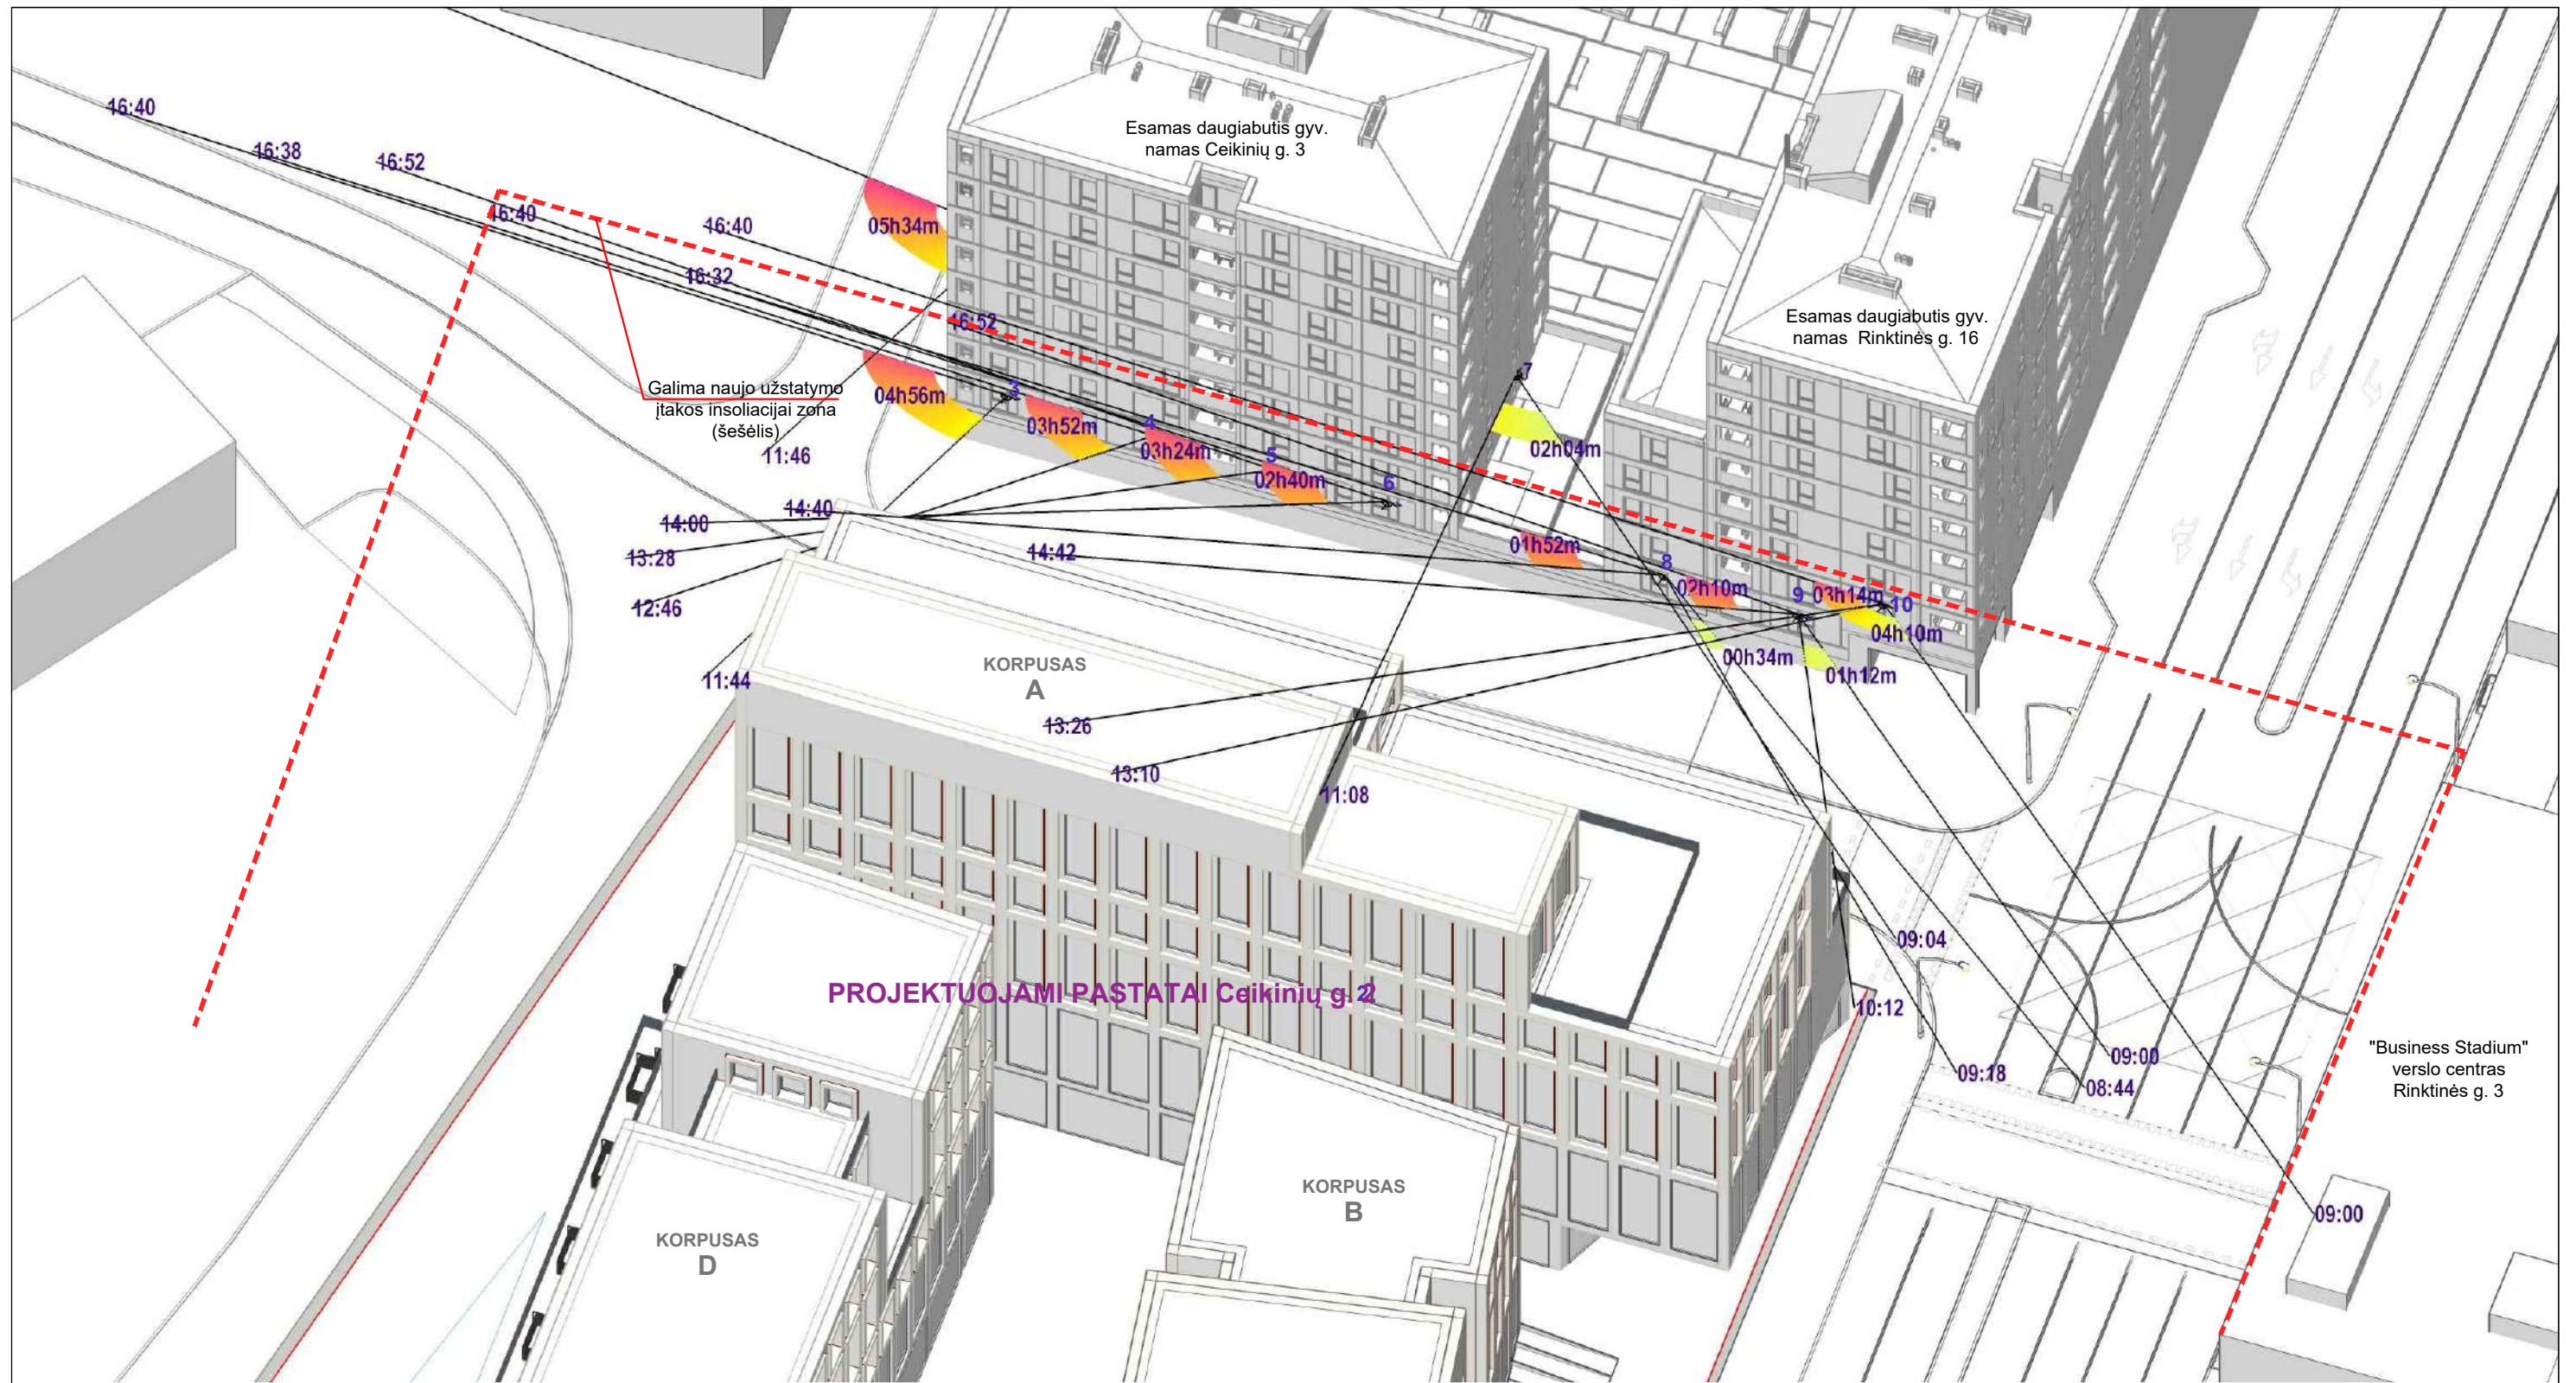 16:40
16:38
16:52
16:40
16:40
16:32
16:52
Esamas daugiabutis gyv.
namas Ceikinių g. 3
Esamas daugiabutis gyv.
namas Rinktinės g. 16
05h34m
Galima naujo užstatymo
įtakos insoliacijai zona
(šešėlis)
11:46
04h56m
3
03h52m
4
03h24m
5
02h40m
6
7
02h04m
14:00
14:40
13:28
14:42
12:46
11:44
01h52m
8
02h10m
9
03h14m
10
04h10m
00h34m
01h12m
KORPUSAS
A
13:26
13:10
11:08
09:04
10:12
09:18
09:00
08:44
09:00
PROJEKTUOJAMI PASTATAI Ceikinių g. 2
2
"Business Stadium"
verslo centras
Rinktinės g. 3
KORPUSAS
B
KORPUSAS
D